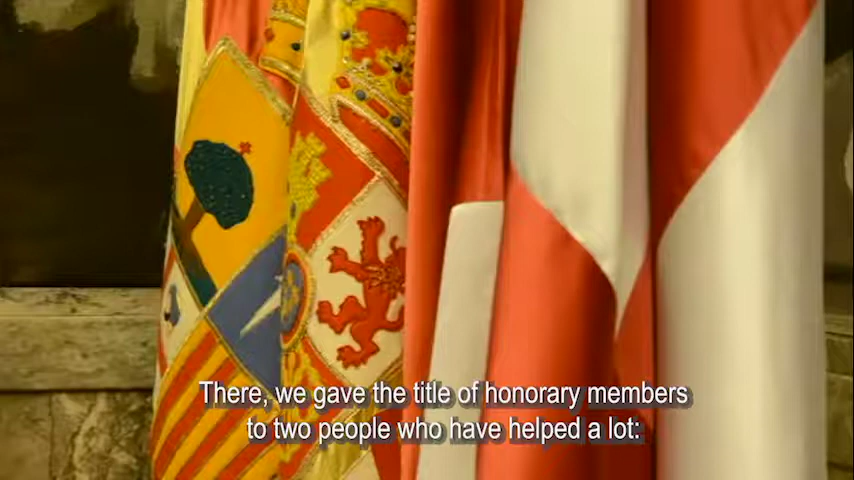 There, we gave the title of honorary members
to two people who have helped a lot: